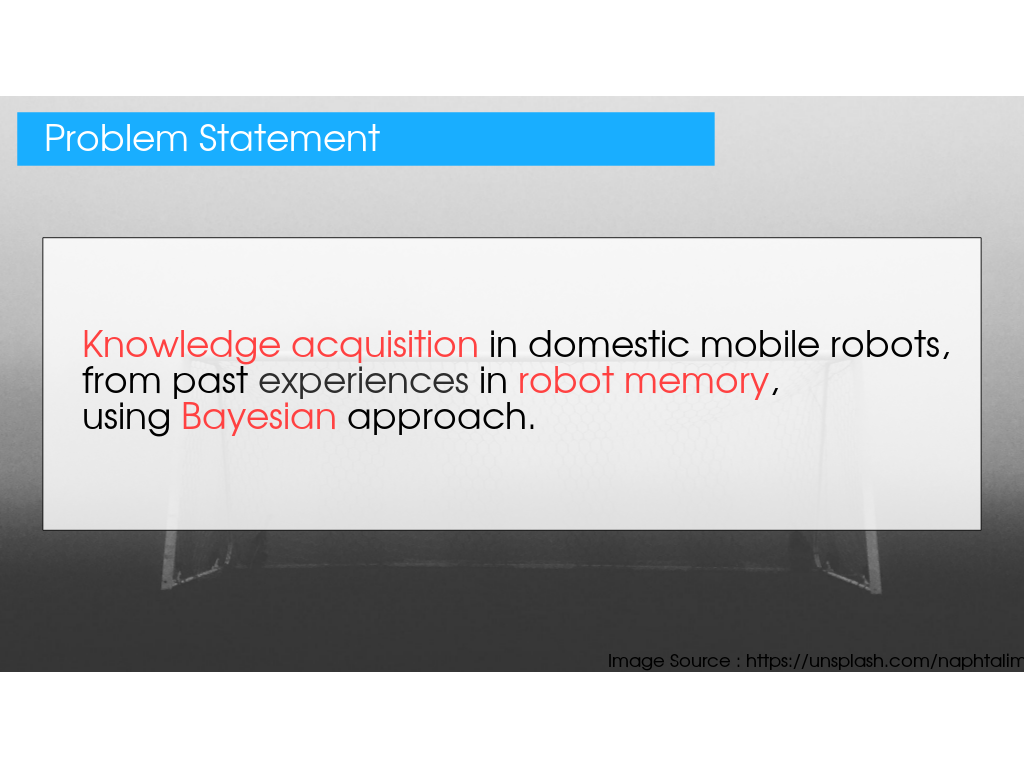 Problem Statement
Knowledge acquisition in domestic mobile robots,
from past experiences in robot memory,
using Bayesian approach.
Image Source : https://unsplash.com/naphtalim